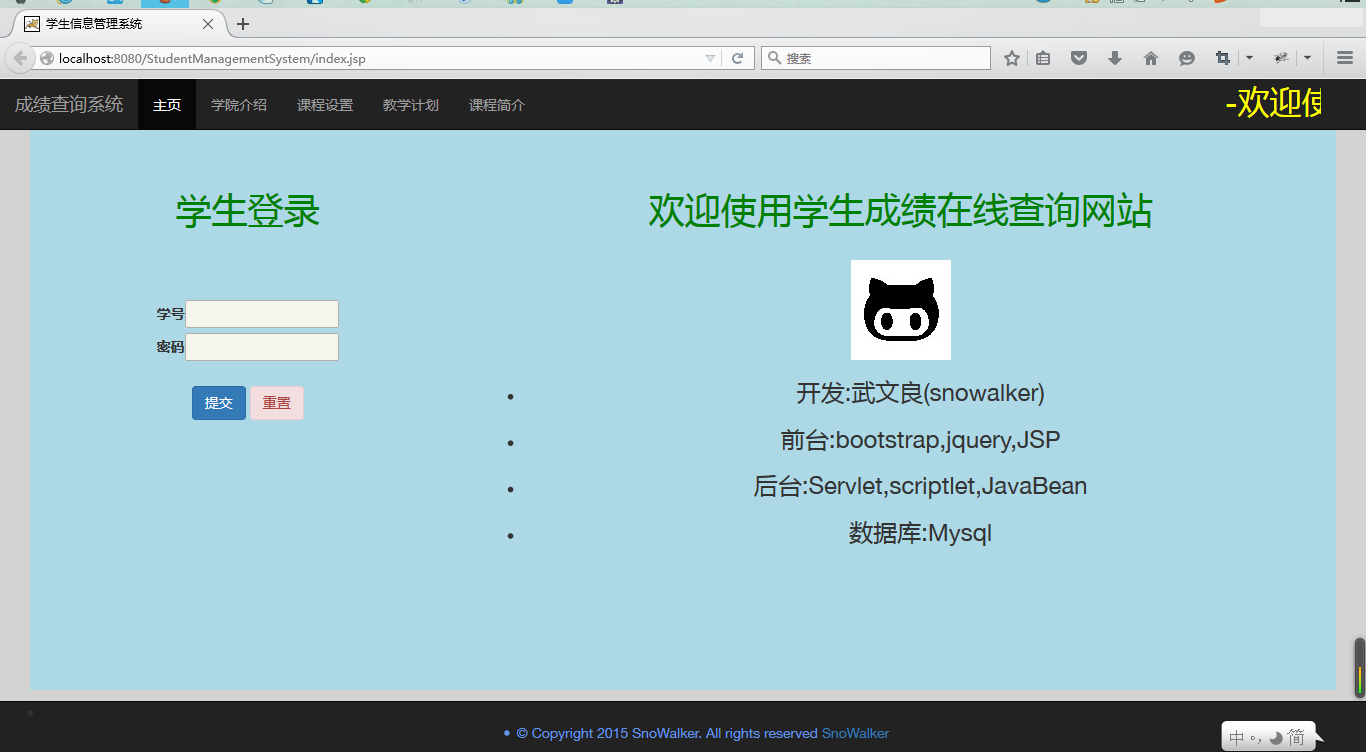 学生信息管理系统
localhost:8080/StudentManagementSystem/index.jsp
搜索
成绩查询系统 主页 学院介绍 课程设置 教学计划 课程简介 -欢迎使
学生登录
欢迎使用学生成绩在线查询网站
学号
密码
提交 重置
开发:武文良(snowalker)
前台:bootstrap,jquery,JSP
后台:Servlet,scriptlet,JavaBean
数据库:Mysql
© Copyright 2015 SnoWalker. All rights reserved SnoWalker
中 简